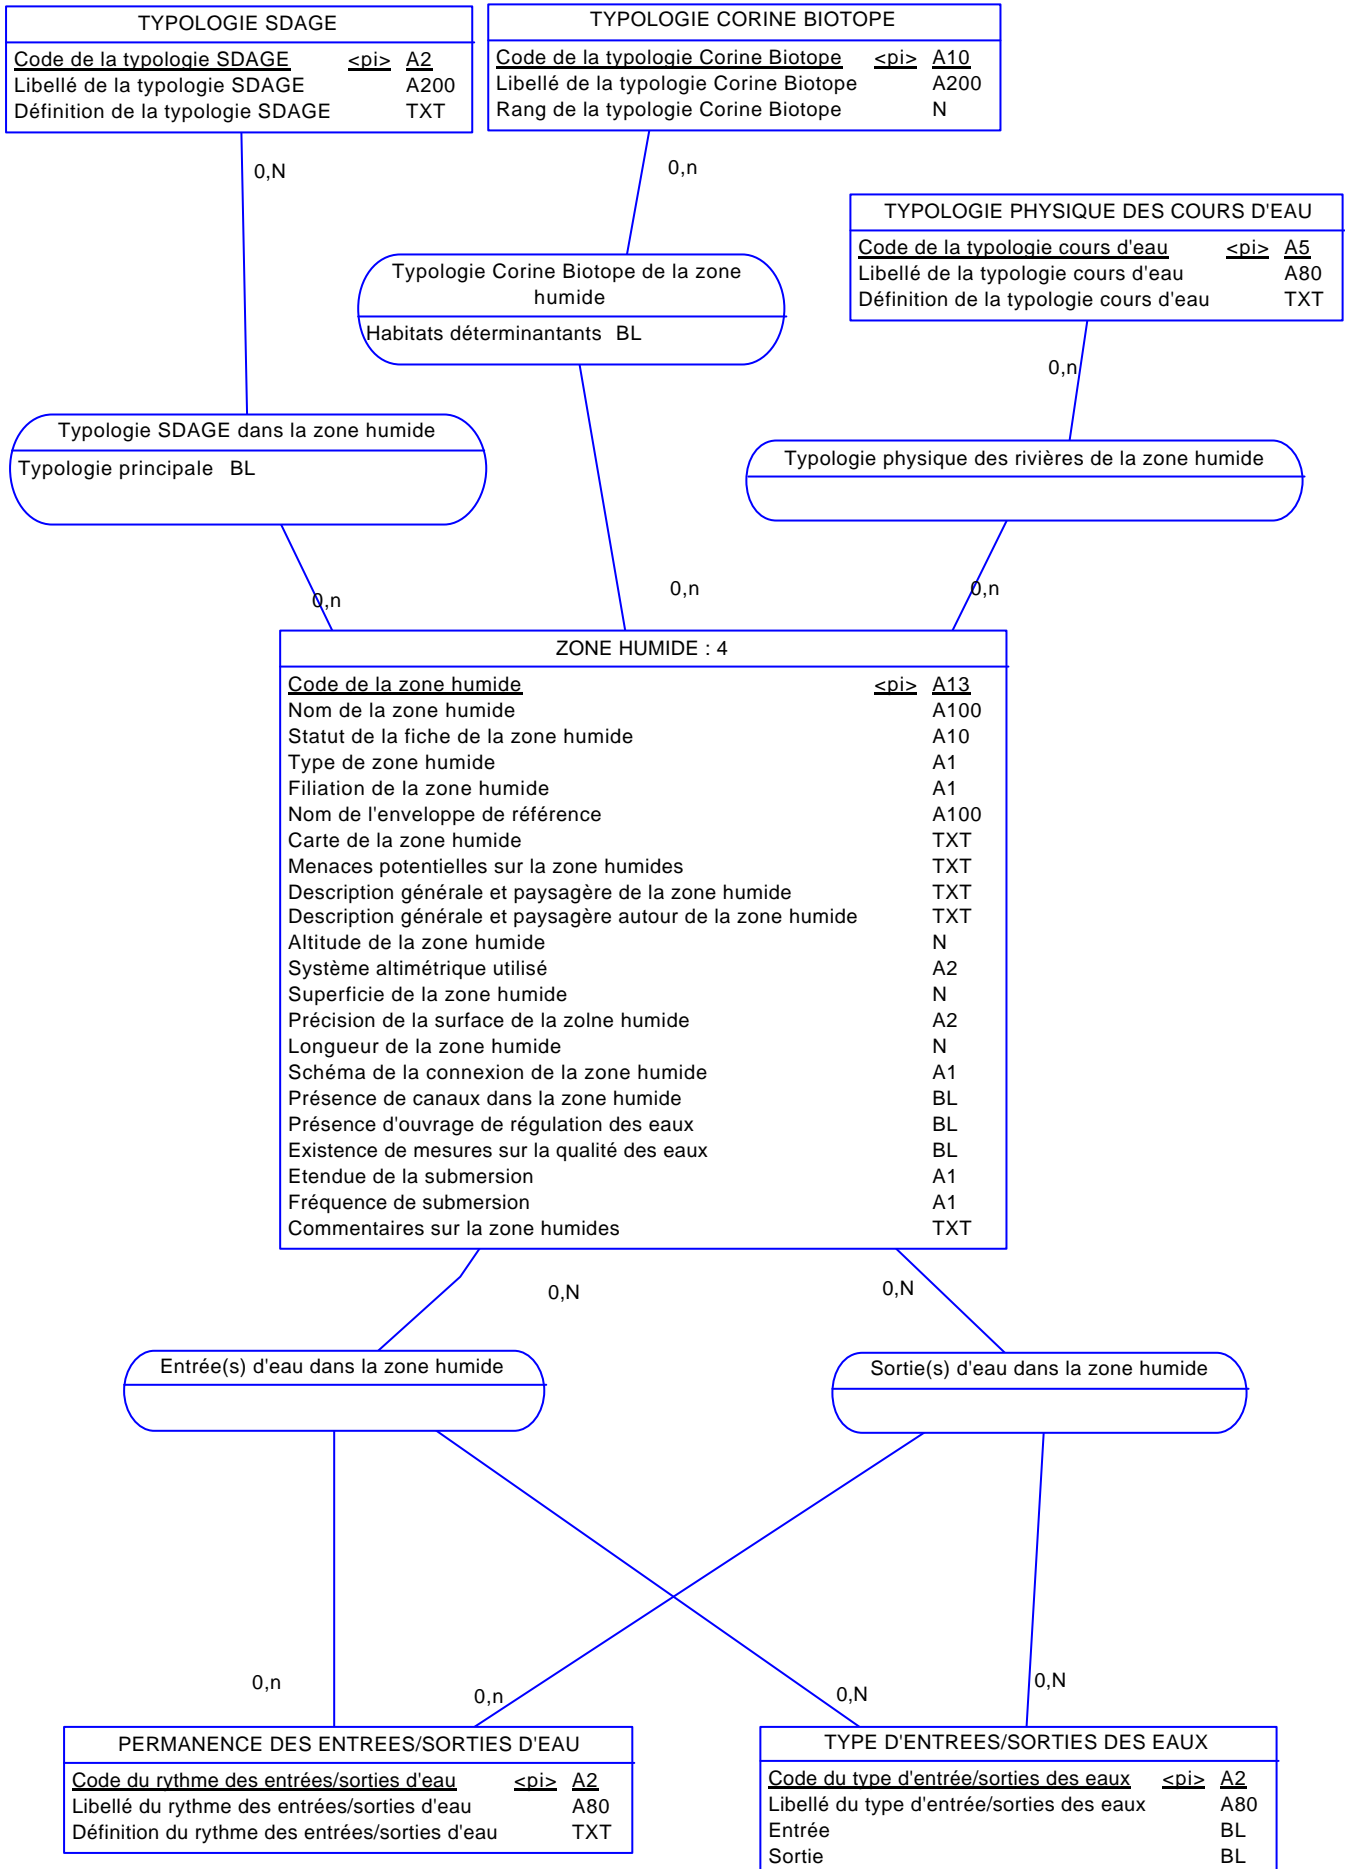 TYPOLOGIE SDAGE
Code de la typologie SDAGE <pi> A2
Libellé de la typologie SDAGE A200
Définition de la typologie SDAGE TXT
TYPOLOGIE CORINE BIOTOPE
Code de la typologie Corine Biotope <pi> A10
Libellé de la typologie Corine Biotope A200
Rang de la typologie Corine Biotope N
0,N
0,n
TYPOLOGIE PHYSIQUE DES COURS D'EAU
Code de la typologie cours d'eau <pi> A5
Libellé de la typologie cours d'eau A80
Définition de la typologie cours d'eau TXT
Typologie Corine Biotope de la zone
humide
Habitats déterminantants BL
0,n
Typologie SDAGE dans la zone humide
Typologie principale BL
Typologie physique des rivières de la zone humide
0,n
0,n
0,n
ZONE HUMIDE : 4
Code de la zone humide <pi> A13
Nom de la zone humide A100
Statut de la fiche de la zone humide A10
Type de zone humide A1
Filiation de la zone humide A1
Nom de l'enveloppe de référence A100
Carte de la zone humide TXT
Menaces potentielles sur la zone humides TXT
Description générale et paysagère de la zone humide TXT
Description générale et paysagère autour de la zone humide TXT
Altitude de la zone humide N
Système altimétrique utilisé A2
Superficie de la zone humide N
Précision de la surface de la zolne humide A2
Longueur de la zone humide N
Schéma de la connexion de la zone humide A1
Présence de canaux dans la zone humide BL
Présence d'ouvrage de régulation des eaux BL
Existence de mesures sur la qualité des eaux BL
Etendue de la submersion A1
Fréquence de submersion A1
Commentaires sur la zone humides TXT
0,N
0,N
Entrée(s) d'eau dans la zone humide
Sortie(s) d'eau dans la zone humide
0,n
0,n
0,N
0,N
PERMANENCE DES ENTREES/SORTIES D'EAU
Code du rythme des entrées/sorties d'eau <pi> A2
Libellé du rythme des entrées/sorties d'eau A80
Définition du rythme des entrées/sorties d'eau TXT
TYPE D'ENTREES/SORTIES DES EAUX
Code du type d'entrée/sorties des eaux <pi> A2
Libellé du type d'entrée/sorties des eaux A80
Entrée BL
Sortie BL